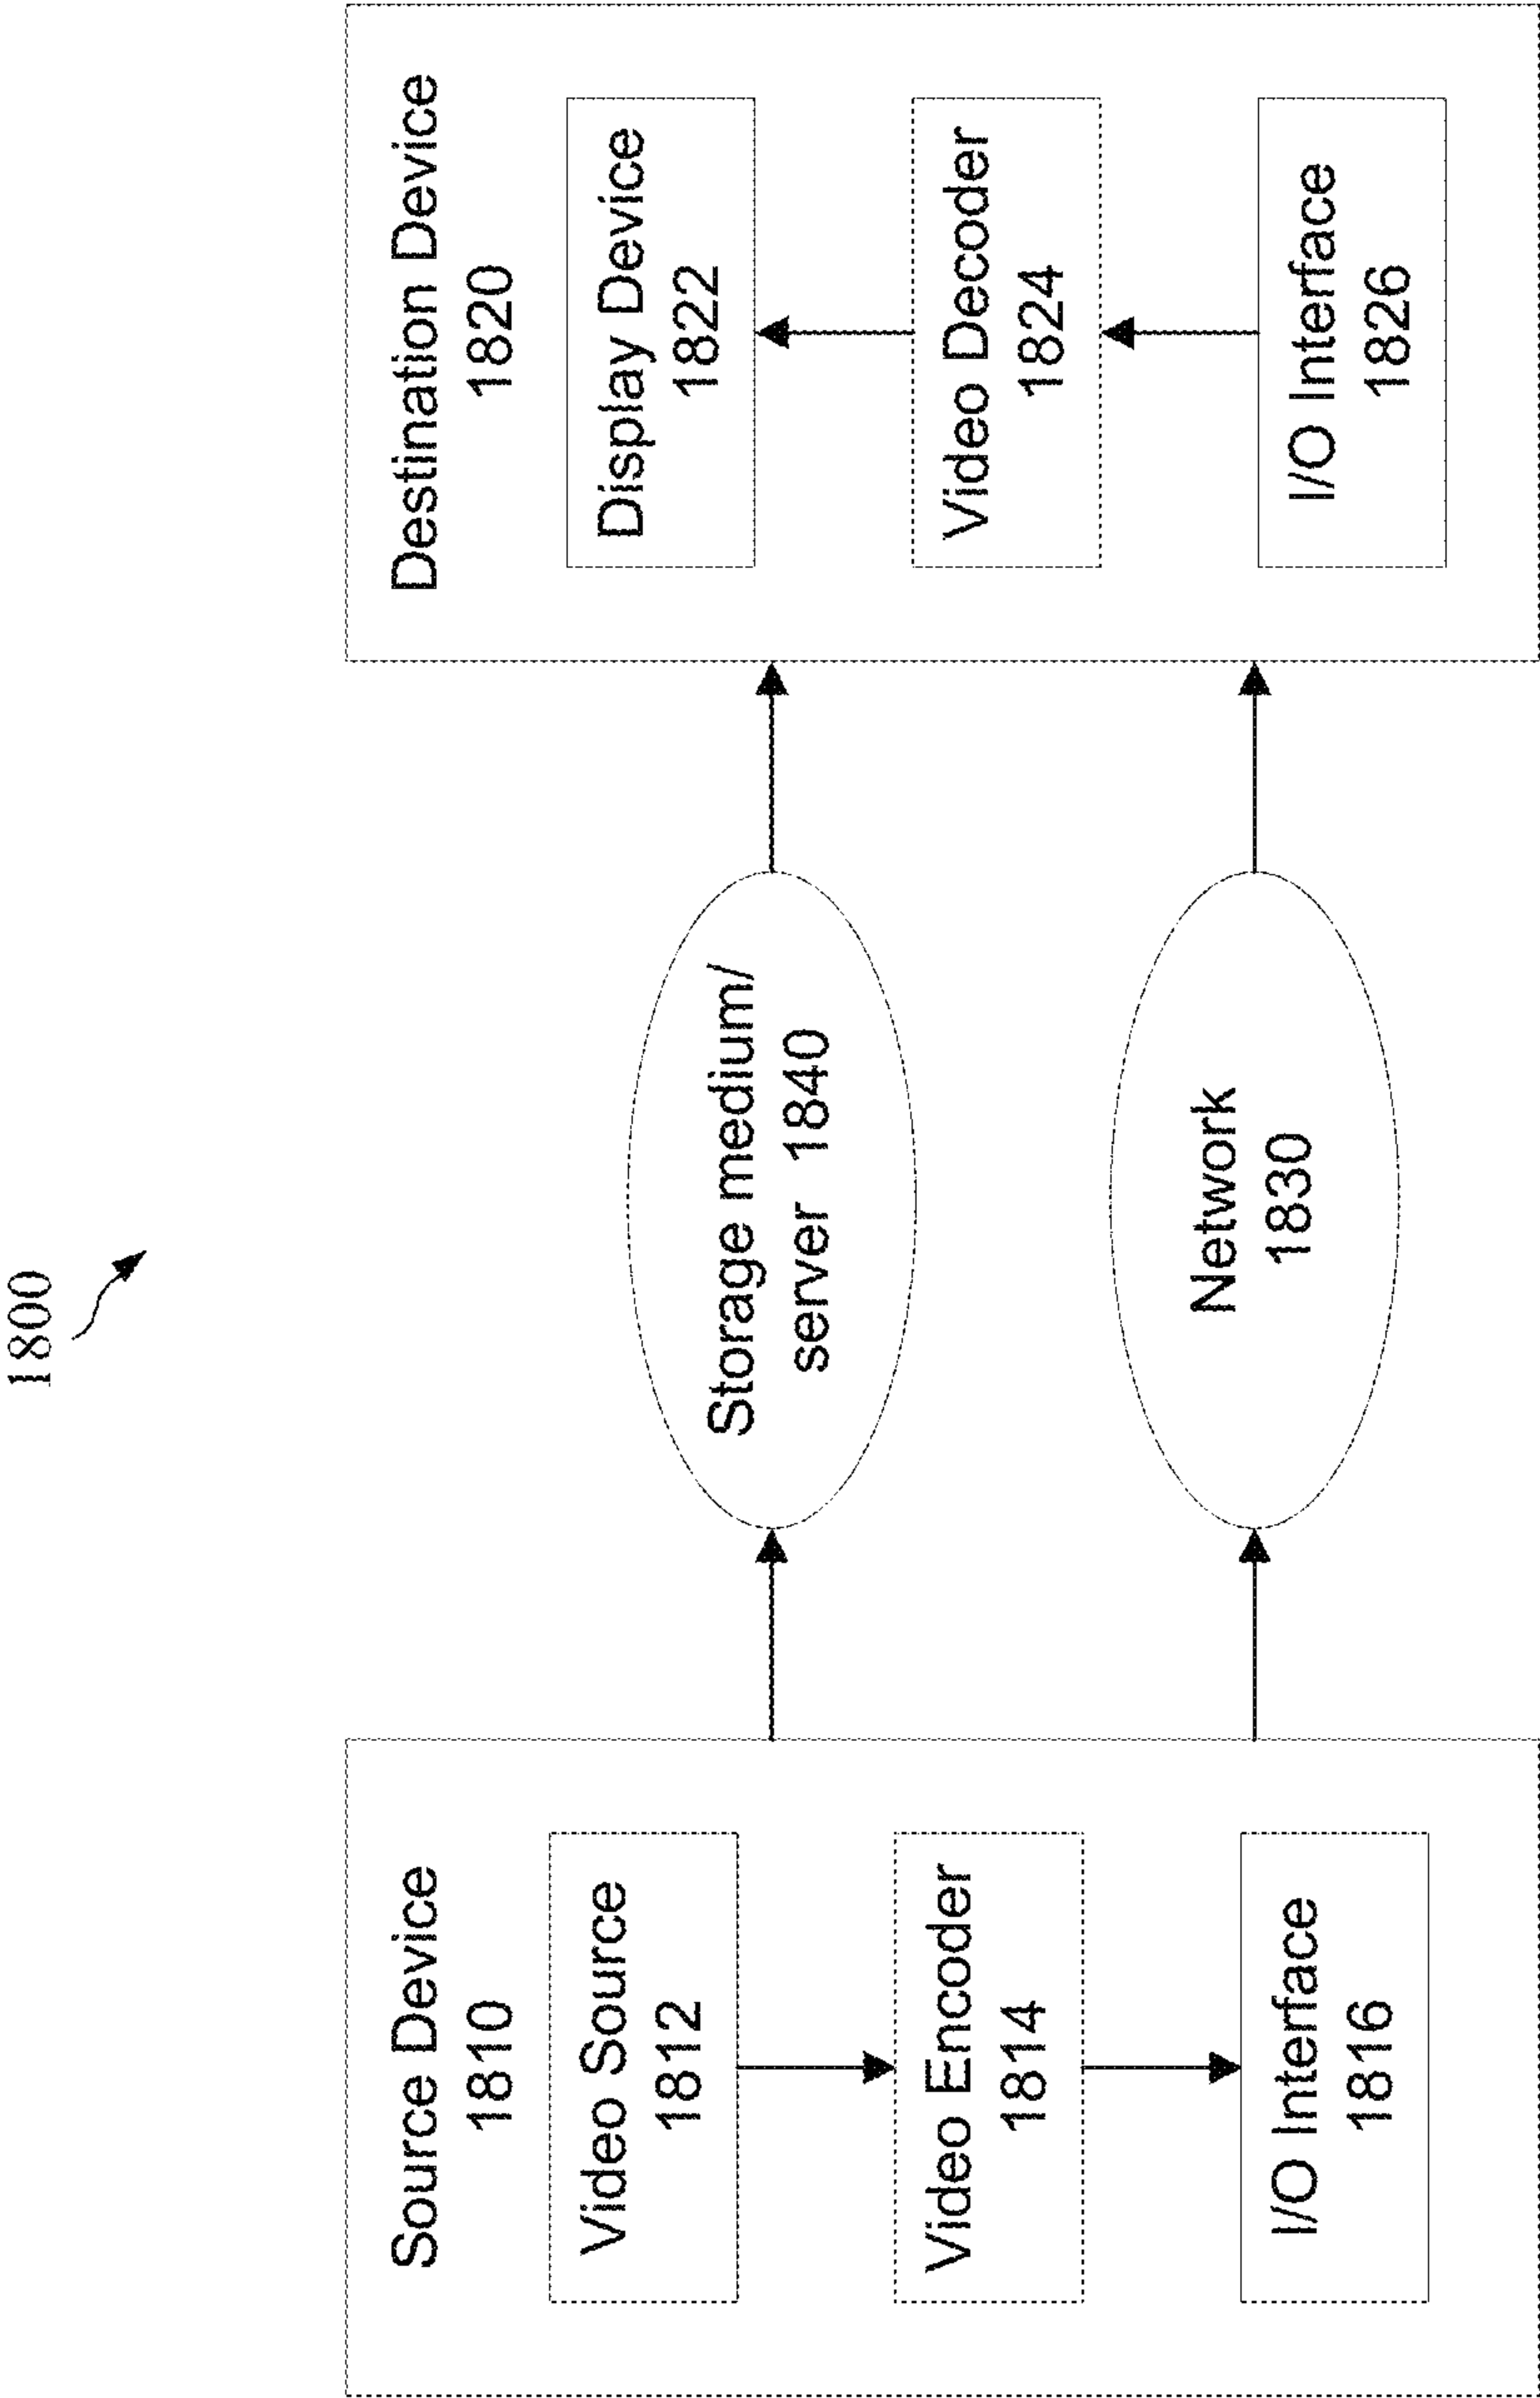 1800
Source Device
1810
Video Source
1812
Video Encoder
1814
I/O Interface
1816
Storage medium/
server 1840
Network
1830
Destination Device
1820
Display Device
1822
Video Decoder
1824
I/O Interface
1826